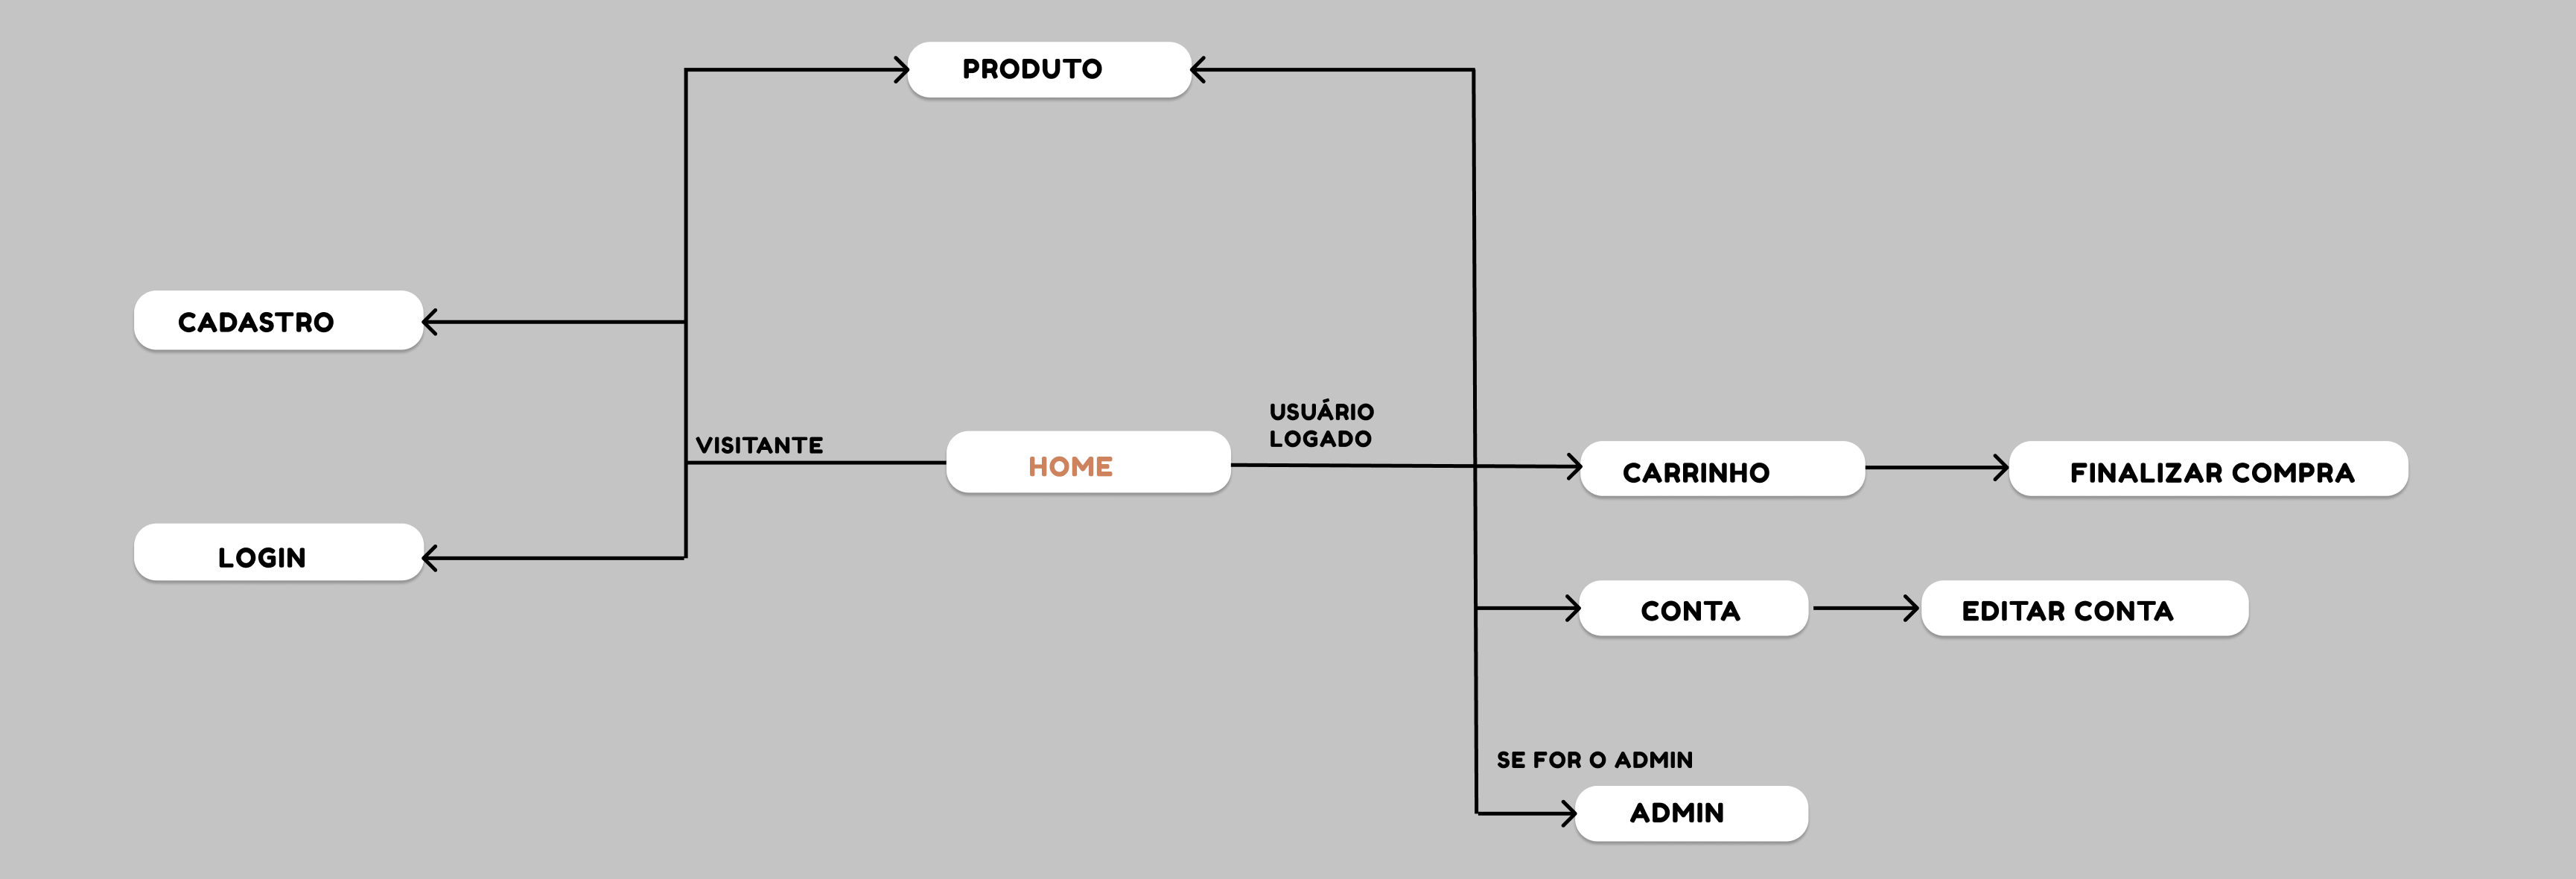 PRODUTO
CADASTRO
VISITANTE
HOME
USUÁRIO
LOGADO
CARRINHO
FINALIZAR COMPRA
LOGIN
CONTA
EDITAR CONTA
SE FOR O ADMIN
ADMIN